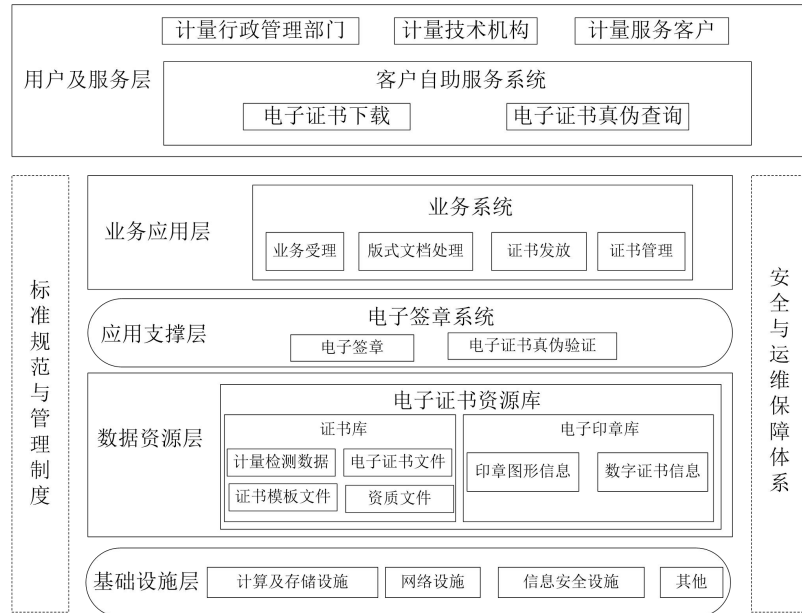 计量行政管理部门 计量技术机构 计量服务客户
用户及服务层
客户自助服务系统
电子证书下载 电子证书真伪查询
标准规范与管理制度
业务应用层
业务系统
业务受理 版式文档处理 证书发放 证书管理
应用支撑层
电子签章系统
电子签章 电子证书真伪验证
数据资源层
电子证书资源库
证书库
计量检测数据 电子证书文件
证书模板文件 资质文件
电子印章库
印章图形信息 数字证书信息
基础设施层
计算及存储设施 网络设施 信息安全设施 其他
安全与运维保障体系